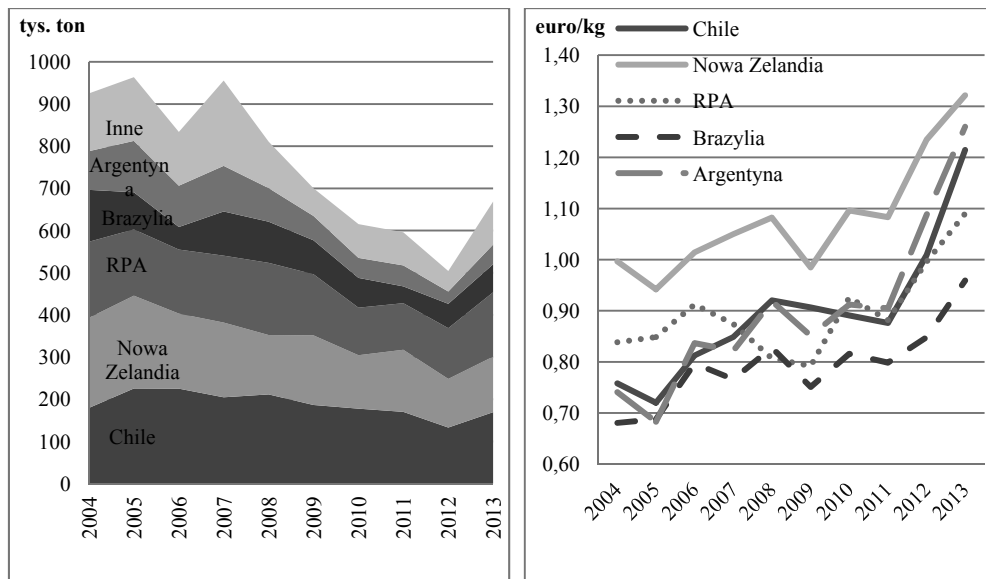 tys. ton
1000
900
800
700
600
500
400
300
200
100
0
Inne
Argentyn
a
Brazylia
RPA
Nowa
Zelandia
Chile
2004
2005
2006
2007
2008
2009
2010
2011
2012
2013
euro/kg
1,40
1,30
1,20
1,10
1,00
0,90
0,80
0,70
0,60
Chile
Nowa Zelandia
RPA
Brazylia
Argentyna
2004
2005
2006
2007
2008
2009
2010
2011
2012
2013